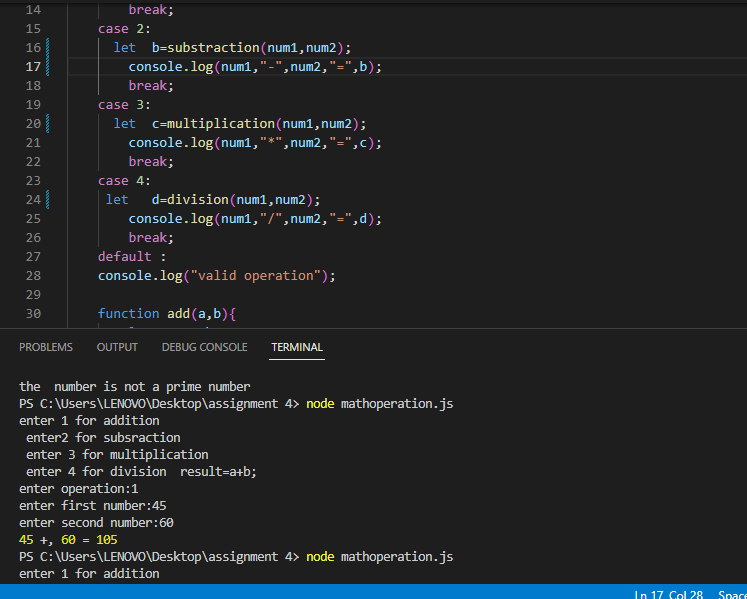 14 break;
15 case 2:
16 let b=substraction(num1,num2);
17 console.log(num1,"-",num2,"=",b);
18 break;
19 case 3:
20 let c=multiplication(num1,num2);
21 console.log(num1,"*",num2,"=",c);
22 break;
23 case 4:
24 let d=division(num1,num2);
25 console.log(num1,"/",num2,"=",d);
26 break;
27 default :
28 console.log("valid operation");
29
30 function add(a,b){
PROBLEMS OUTPUT DEBUG CONSOLE TERMINAL
the number is not a prime number
PS C:\Users\LENOVO\Desktop\assignment 4> node mathoperation.js
enter 1 for addition
enter2 for subsraction
enter 3 for multiplication
enter 4 for division result=a+b;
enter operation:1
enter first number:45
enter second number:60
45 +, 60 = 105
PS C:\Users\LENOVO\Desktop\assignment 4> node mathoperation.js
enter 1 for addition
Ln 17, Col 28 Space